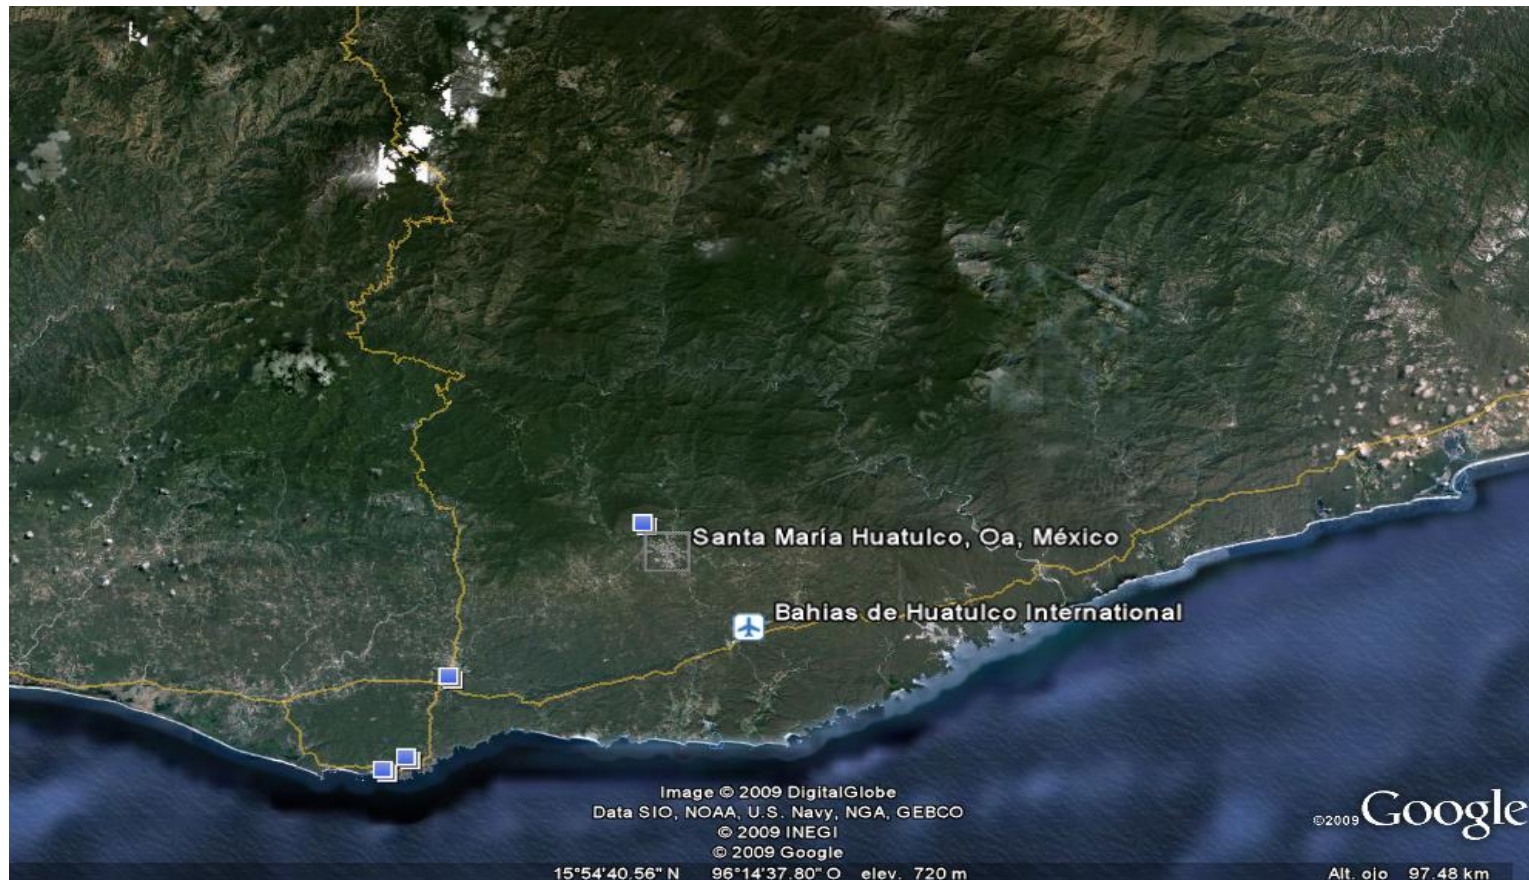 Santa María Huatulco, Oa, México
Bahias de Huatulco International
Image © 2009 DigitalGlobe
Data SIO, NOAA, U.S. Navy, NGA, GEBCO
© 2009 INEGI
© 2009 Google
©2009 Google
15°54'40.56" N 96°14'37.80" O elev. 720 m
Alt. ojo 97.48 km